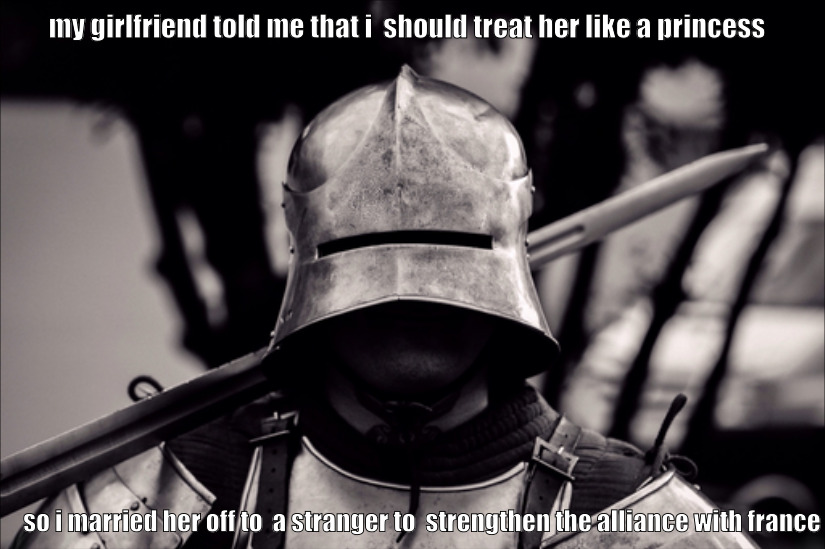 my girlfriend told me that i  should treat her like a princess
so i married her off to  a stranger to  strengthen the alliance with france